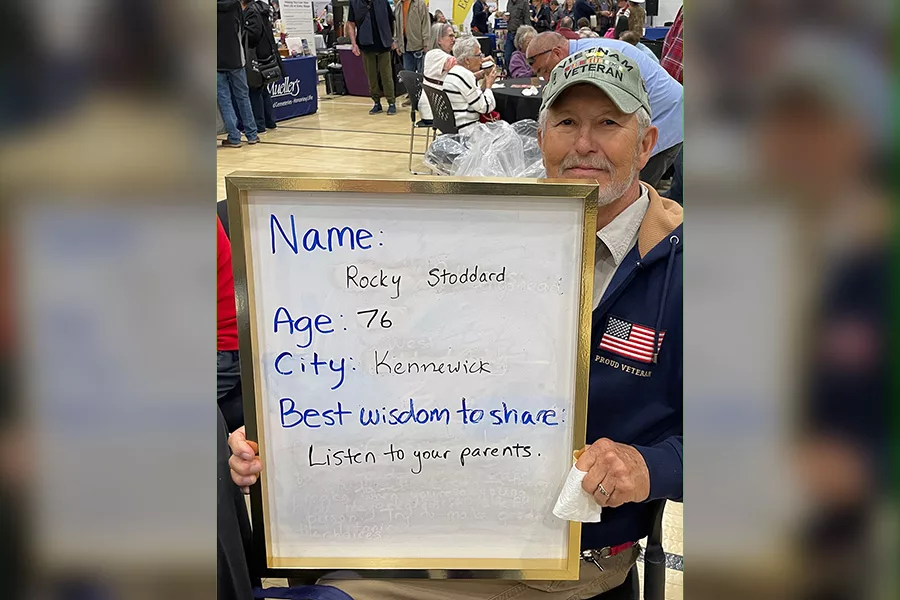 VIETNAM
VETERAN
Mueller's
Name:
Rocky Stoddard
Age: 76
City: Kennewick
Best wisdom to share:
Listen to your parents.
PROUD VETERAN